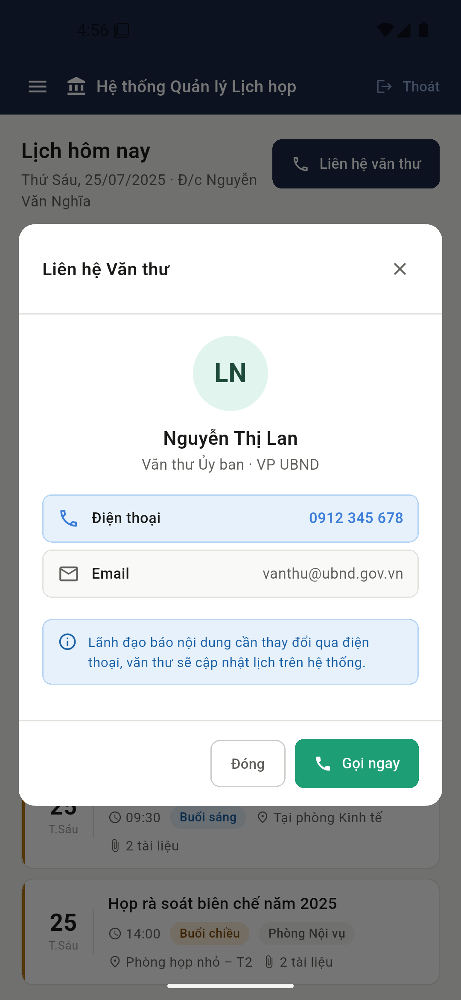 4:56
Hệ thống Quản lý Lịch họp
Thoát
Lịch hôm nay
Thứ Sáu, 25/07/2025 · Đ/c Nguyễn
Văn Nghĩa
Liên hệ văn thư
Liên hệ Văn thư
LN
Nguyễn Thị Lan
Văn thư Ủy ban · VP UBND
Điện thoại
0912 345 678
Email
vanthu@ubnd.gov.vn
Lãnh đạo báo nội dung cần thay đổi qua điện
thoại, văn thư sẽ cập nhật lịch trên hệ thống.
Đóng
Gọi ngay
25
T.Sáu
09:30 Buổi sáng Tại phòng Kinh tế
2 tài liệu
Họp rà soát biên chế năm 2025
25
T.Sáu
14:00 Buổi chiều Phòng Nội vụ
Phòng họp nhỏ – T2 2 tài liệu